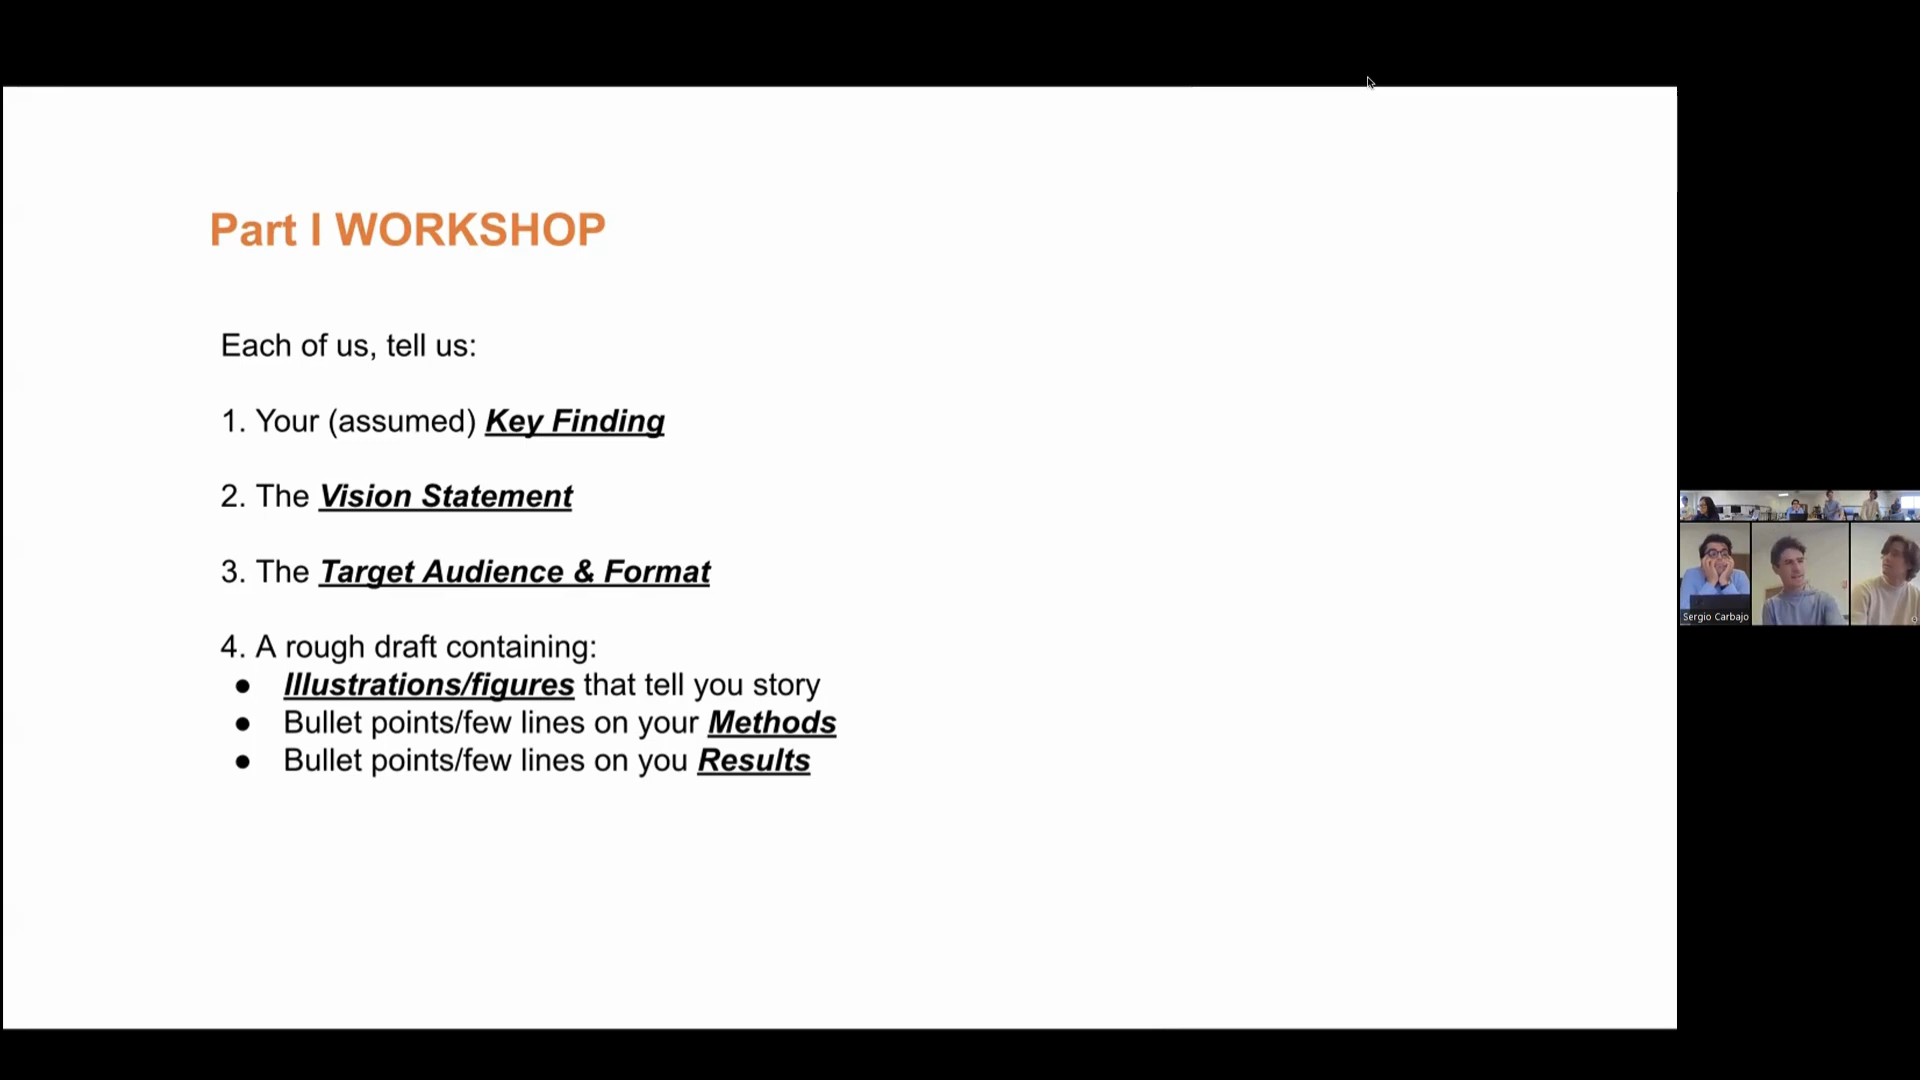 Part I WORKSHOP
Each of us, tell us:
1. Your (assumed) Key Finding
2. The Vision Statement
3. The Target Audience & Format
4. A rough draft containing:
● Illustrations/figures that tell you story
● Bullet points/few lines on your Methods
● Bullet points/few lines on you Results
Sergio Carbajo